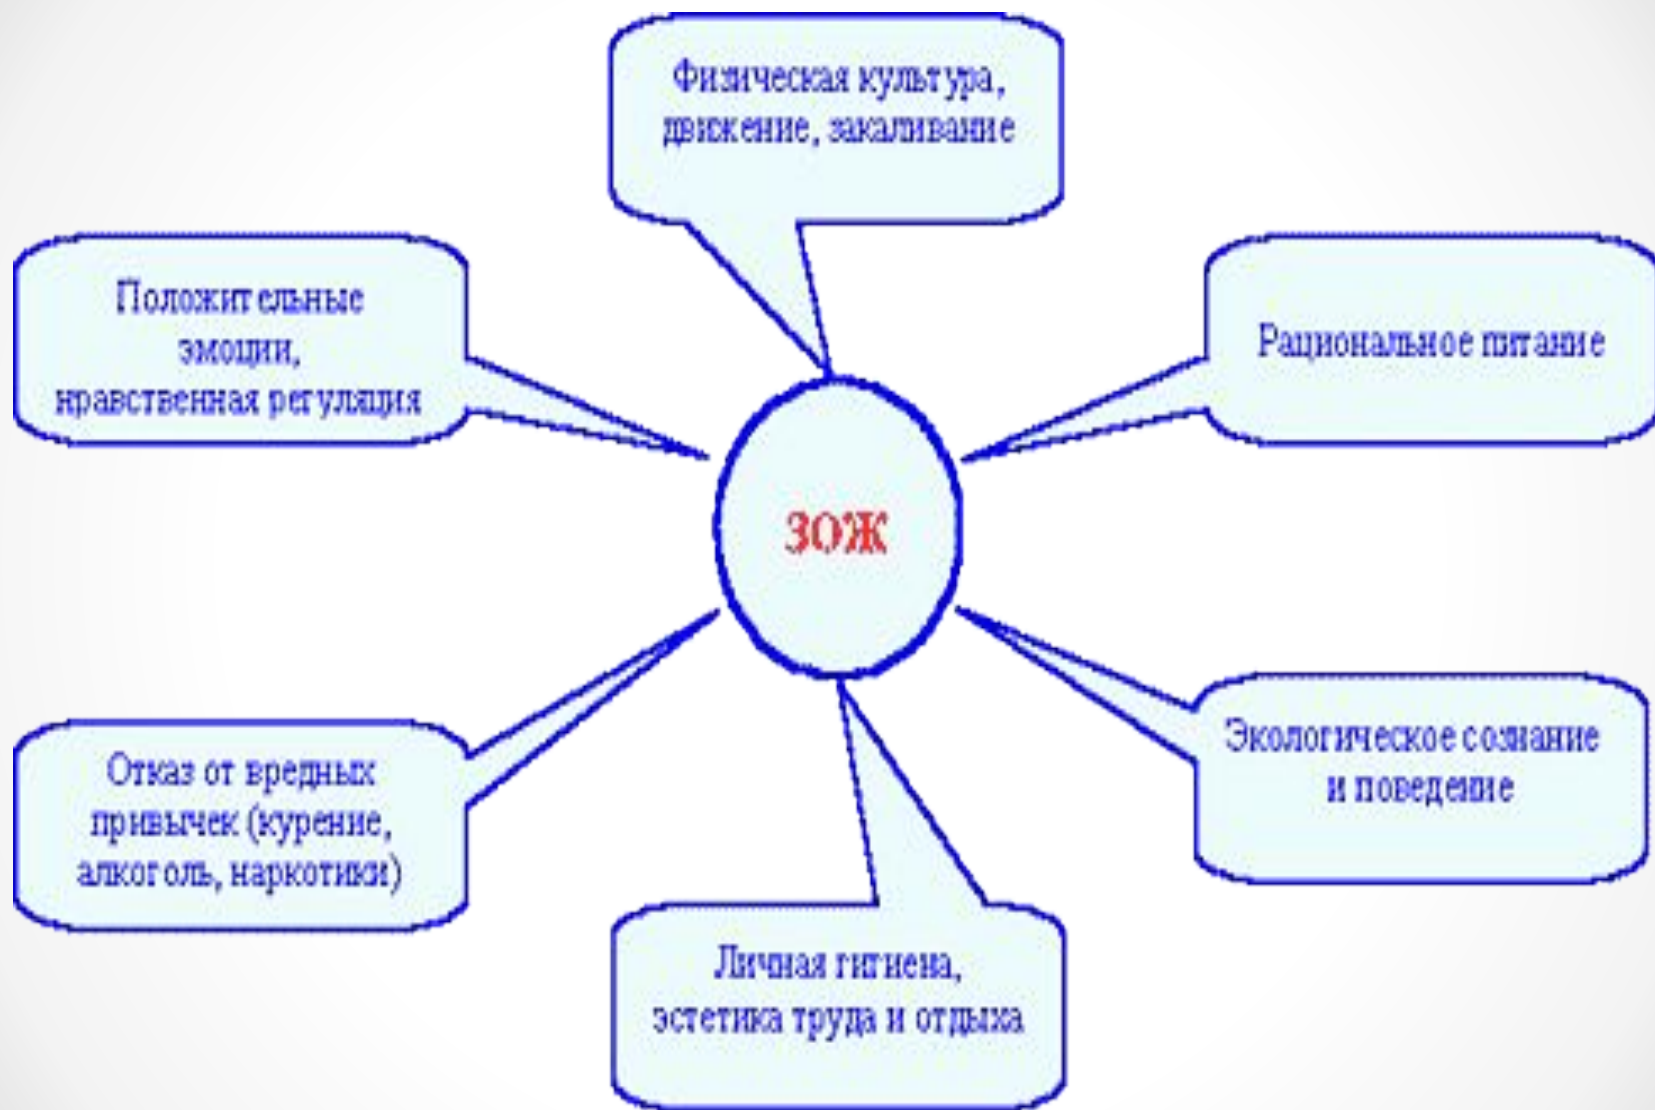 Физическая культура,
движение, закаливание
Положительные
эмоции,
нравственная регуляция
Рациональное питание
ЗОЖ
Экологическое сознание
и поведение
Отказ от вредных
привычек (курение,
алкоголь, наркотики)
Личная гигиена,
эстетика труда и отдыха